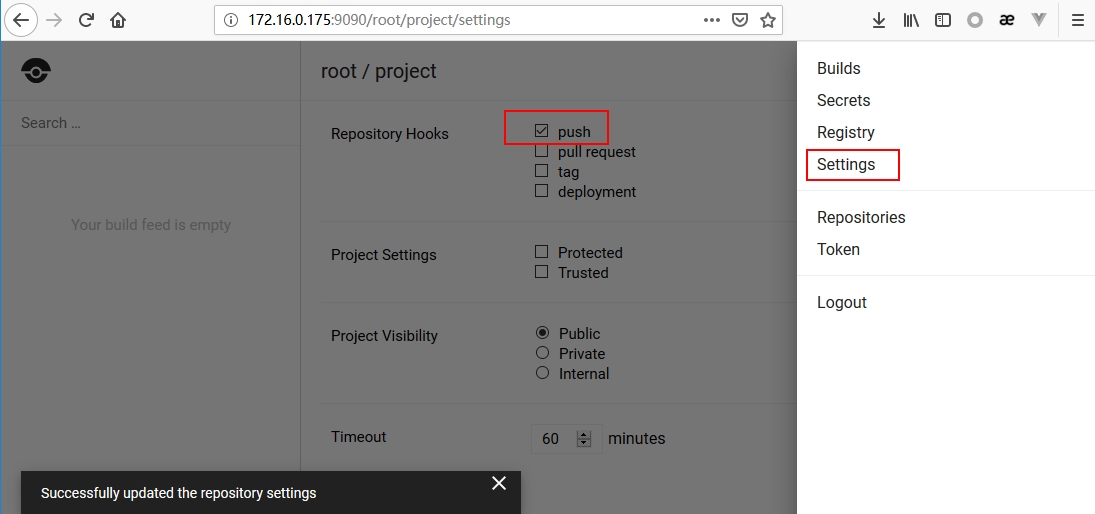 172.16.0.175:9090/root/project/settings
root / project
Search ...
Your build feed is empty
Repository Hooks
push
pull request
tag
deployment
Project Settings
Protected
Trusted
Project Visibility
Public
Private
Internal
Timeout
60 minutes
Successfully updated the repository settings
Builds
Secrets
Registry
Settings
Repositories
Token
Logout